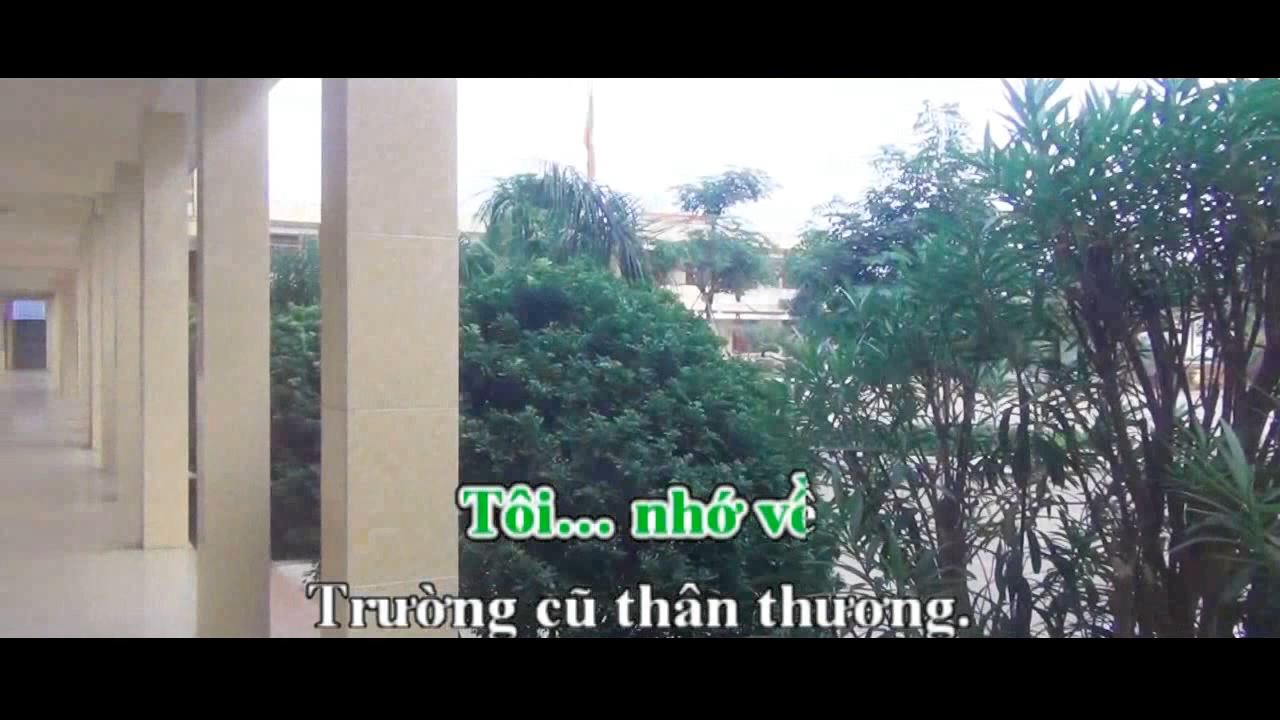 Tôi... nhớ về
Trường cũ thân thương.